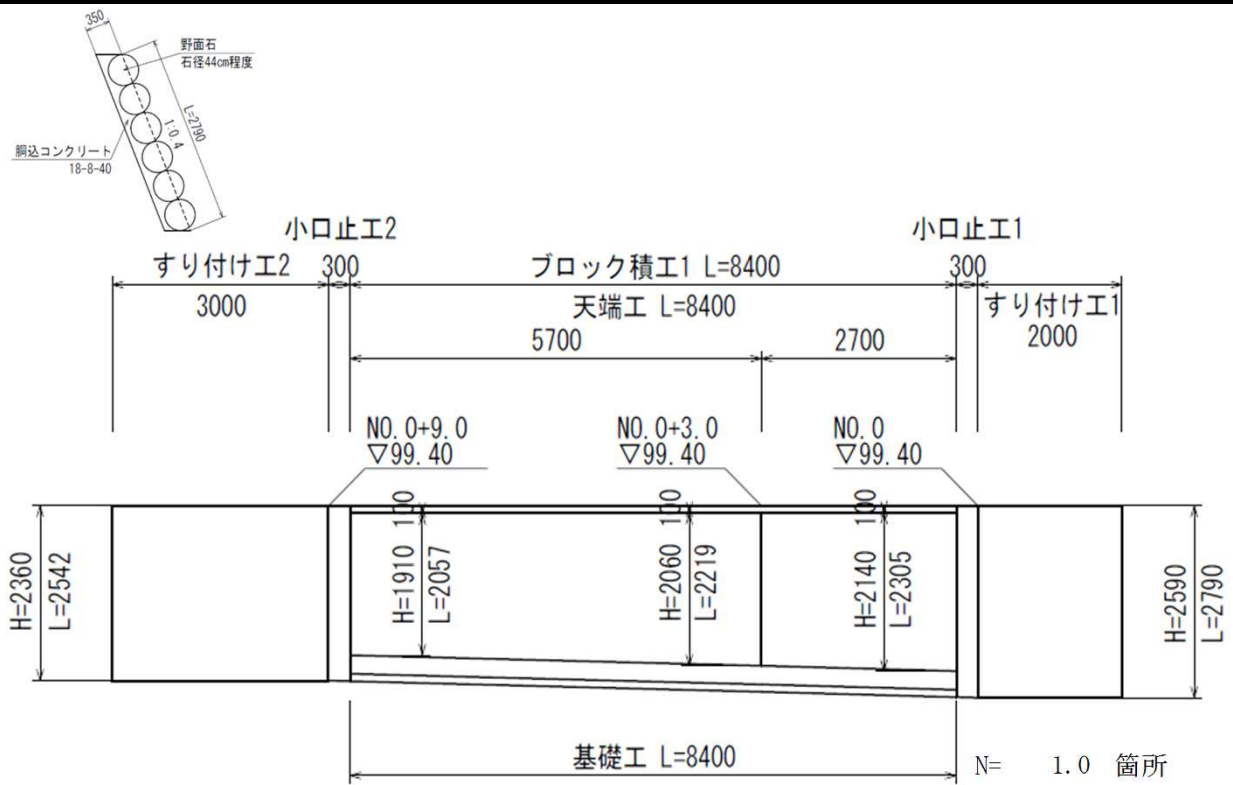 350
野面石
石径44cm程度
L=2790
1:0.4
胴込コンクリート
18-8-40
小口止工2
小口止工1
すり付け工2
300
ブロック積工1 L=8400
300
3000
天端工 L=8400
すり付け工1
2000
5700
2700
N0.0+9.0
▽99.40
N0.0+3.0
▽99.40
N0.
▽99.40
100
100
100
H=2360
L=2542
H=1910
L=2057
H=2060
L=2219
H=2140
L=2305
H=2590
L=2790
基礎工 L=8400
N= 1.0 箇所